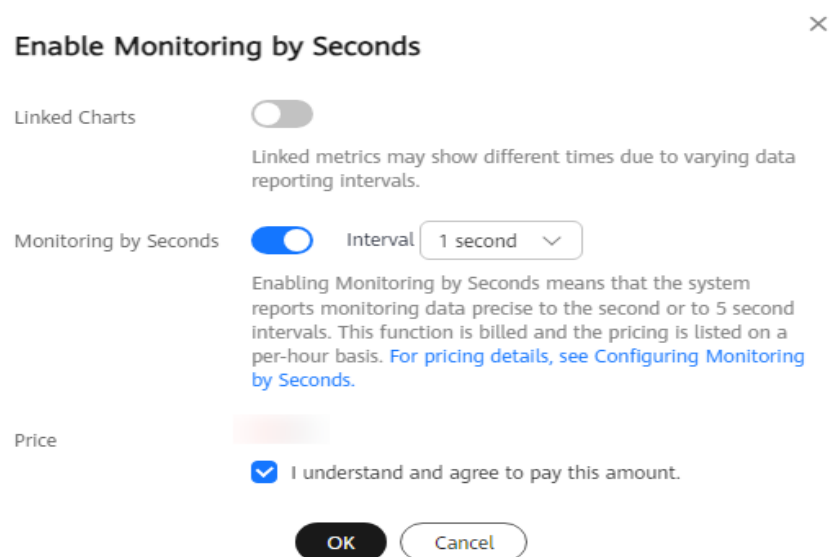 Enable Monitoring by Seconds
Linked Charts
Linked metrics may show different times due to varying data
reporting intervals.
Monitoring by Seconds
Interval
1 second
Enabling Monitoring by Seconds means that the system
reports monitoring data precise to the second or to 5 second
intervals. This function is billed and the pricing is listed on a
per-hour basis. For pricing details, see Configuring Monitoring
by Seconds.
Price
I understand and agree to pay this amount.
OK
Cancel